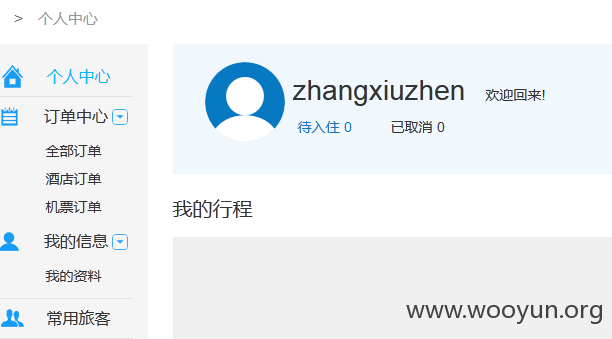 > 个人中心
个人中心
订单中心
全部订单
酒店订单
机票订单
我的信息
我的资料
常用旅客
zhangxiuzhen 欢迎回来!
待入住 0 已取消 0
我的行程
www.wooyun.org